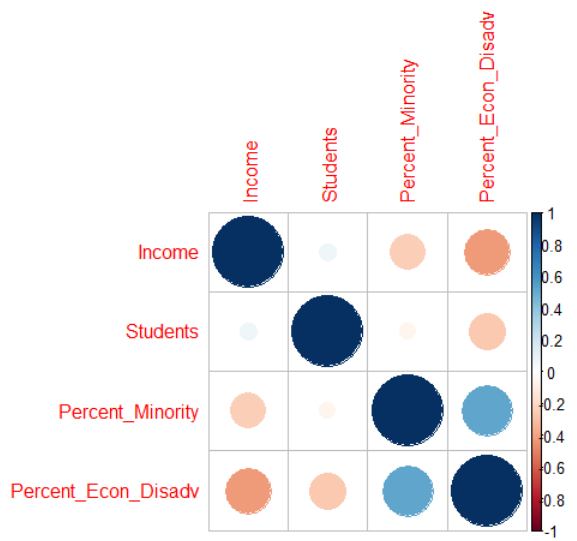 Income
Students
Percent_Minority
Percent_Econ_Disadv
Income
Students
Percent_Minority
Percent_Econ_Disadv
1
0.8
0.6
0.4
0.2
0
-0.2
-0.4
-0.6
-0.8
-1